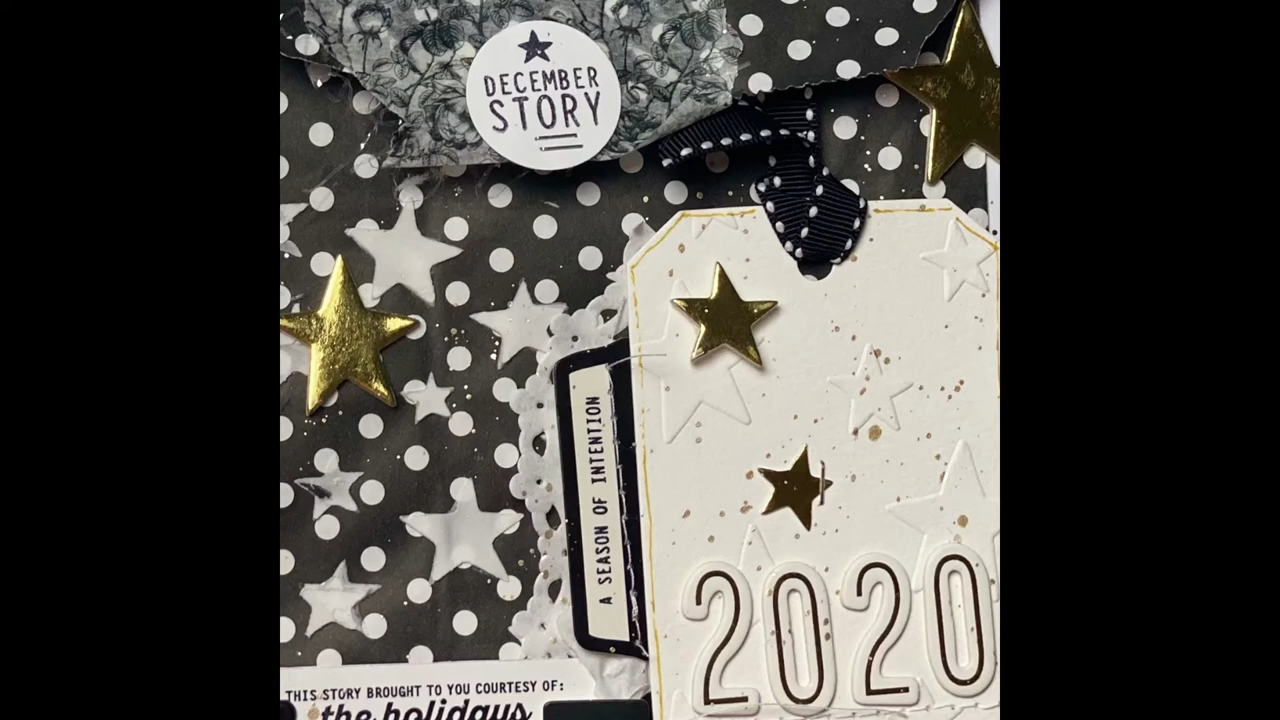 DECEMBER
STORY
A SEASON OF INTENTION
2020
THIS STORY BROUGHT TO YOU COURTESY OF:
the holidays